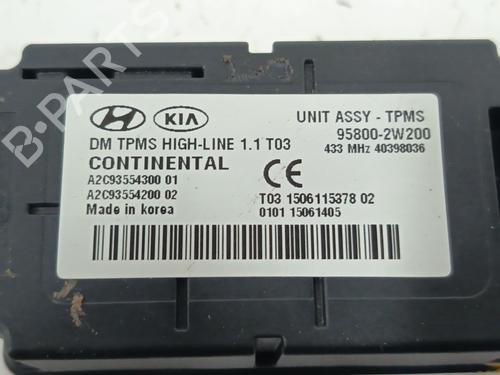 HYUNDAI KIA
UNIT ASSY - TPMS
DM TPMS HIGH-LINE 1.1 T03
95800-2W200
CONTINENTAL
433 MHz 40398036
A2C93554300 01
A2C93554200 02
CE
T03 1506115378 02
Made in korea
0101 15061405
B-PARTS